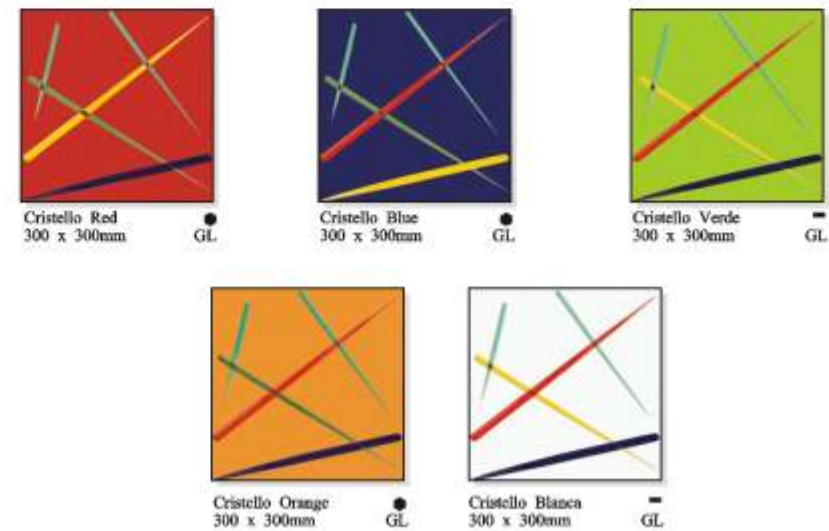 Cristello Red
300 x 300mm GL
Cristello Blue
300 x 300mm GL
Cristello Verde
300 x 300mm GL
Cristello Orange
300 x 300mm GL
Cristello Blanca
300 x 300mm GL